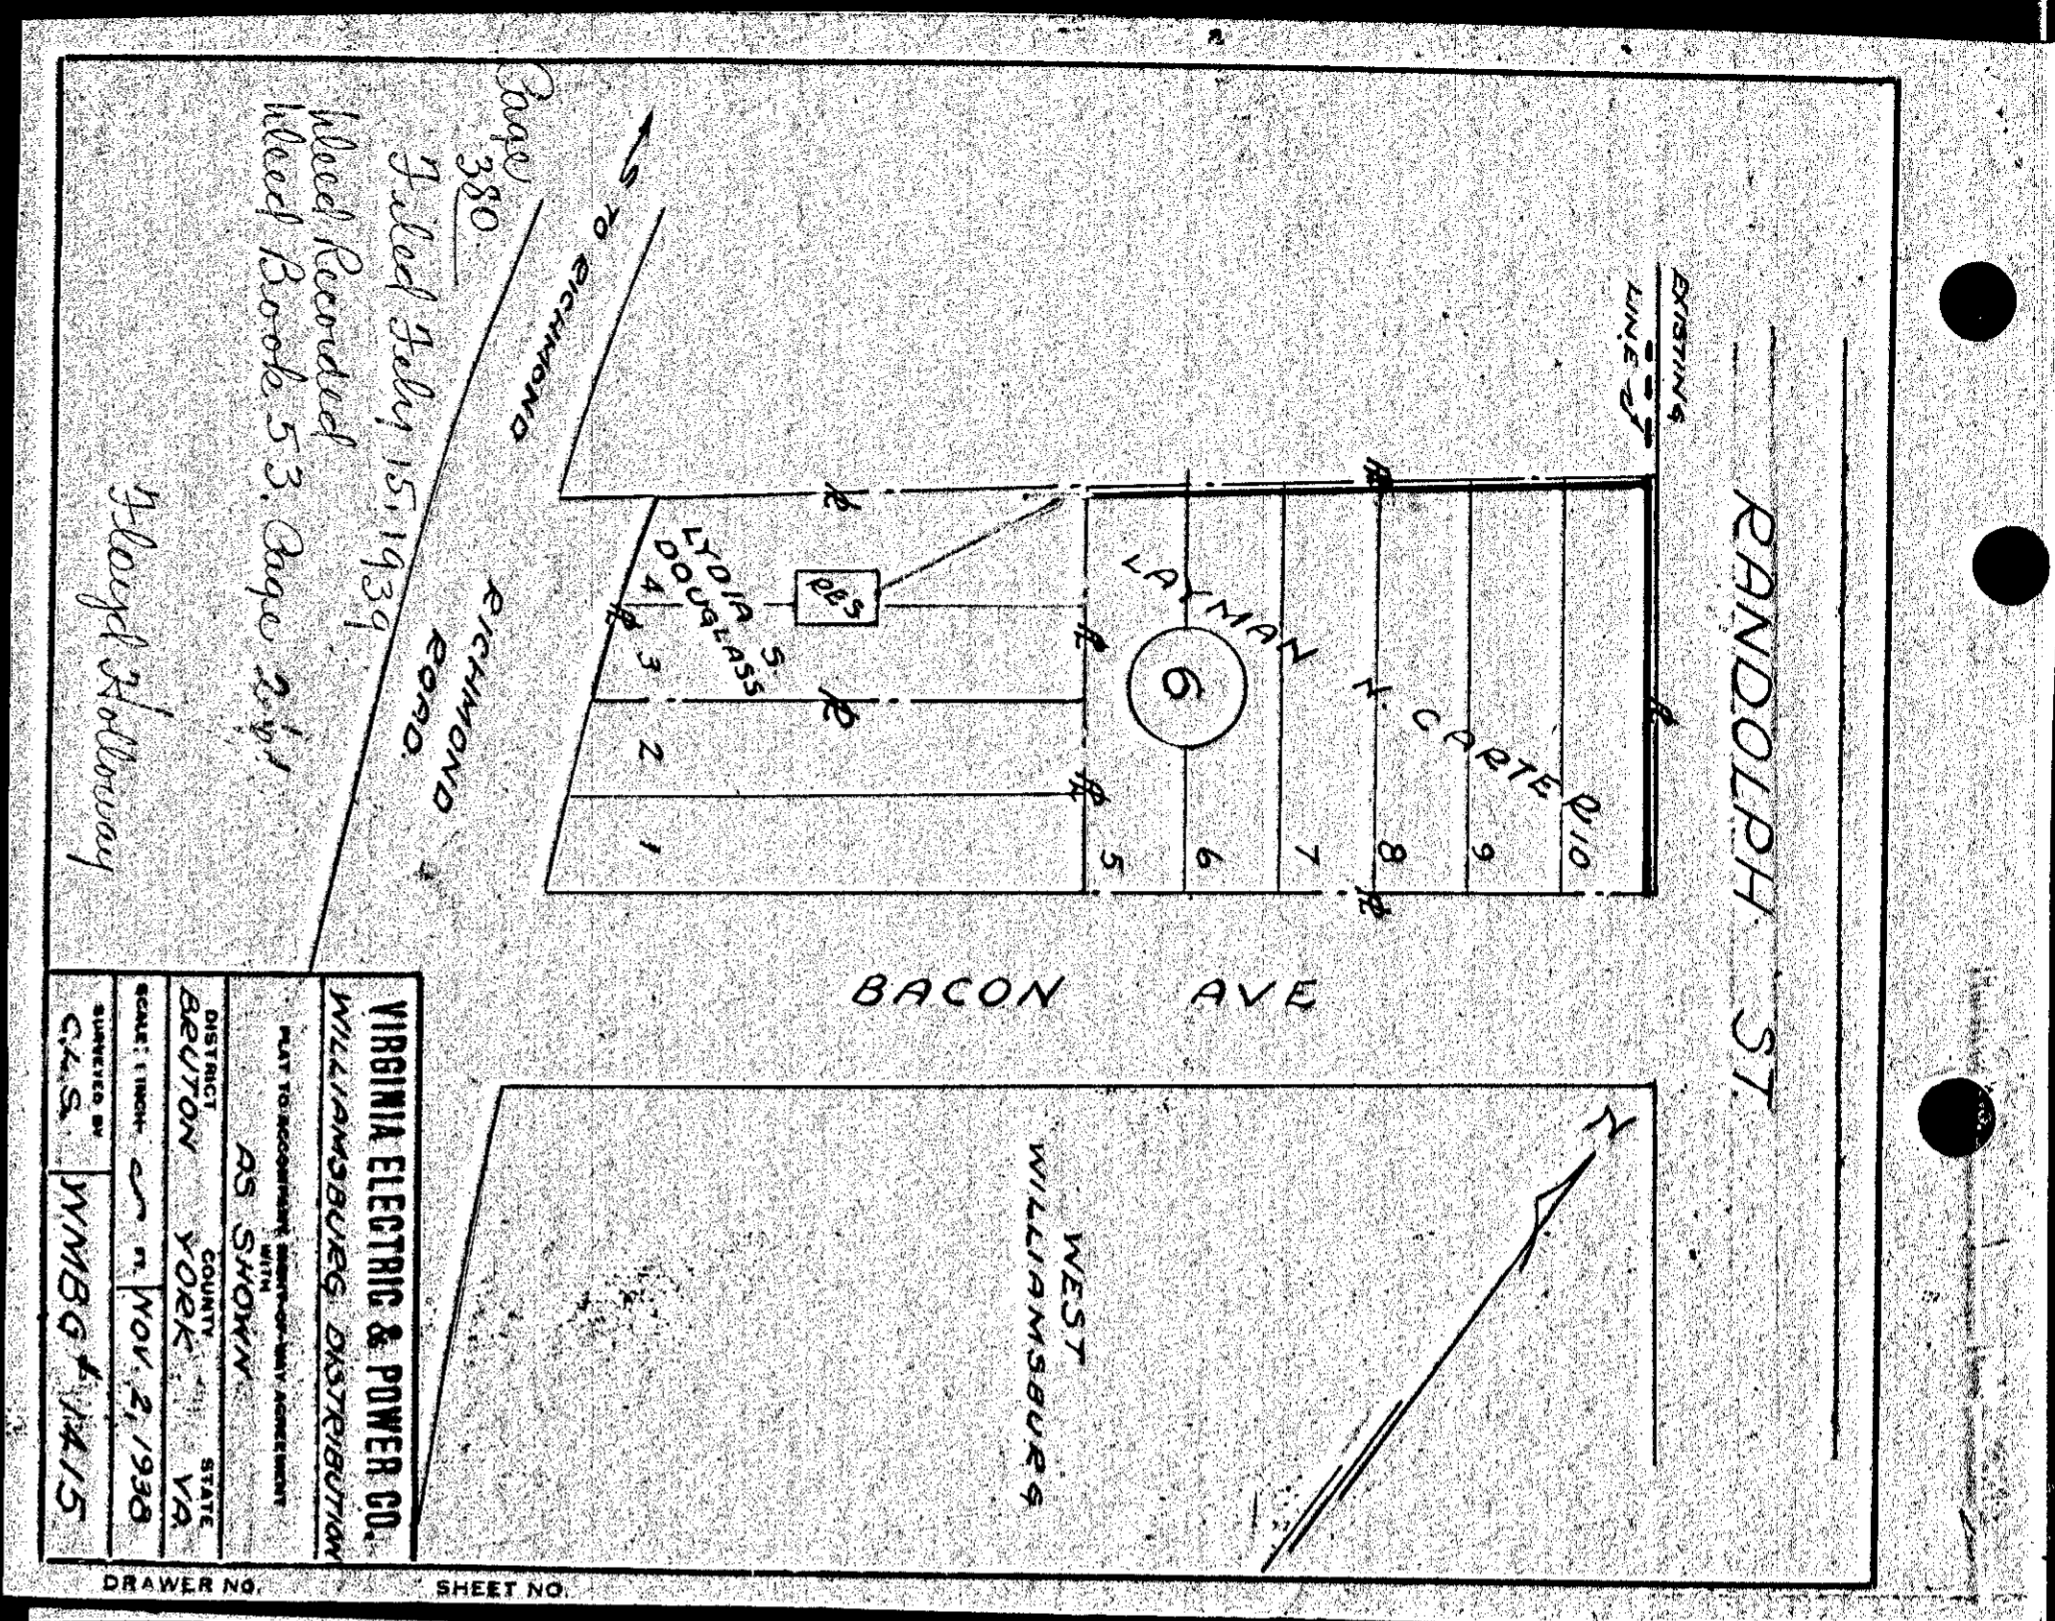 RANDOLPH ST.
EXISTING
LINE
LAYMAN N. CARTER
10
9
8
7
6
5
6
BACON AVE
WEST
WILLIAMSBURG
N
RES
LYDIA S.
DOUGLASS
4
3
2
1
S TO RICHMOND
RICHMOND
ROAD.
Page
380
Filed Feby 15, 1939
Deed Recorded
Deed Book 53, Page
Floyd Holloway
VIRGINIA ELECTRIC & POWER CO.
WILLIAMSBURG DISTRIBUTION
PLAT TO ACCOMPANY RIGHT-OF-WAY AGREEMENT
WITH
AS SHOWN
DISTRICT COUNTY STATE
BRUTON YORK VA
SCALE: 1 INCH NOV. 2, 1938
SURVEYED BY
C.H.S. WMBG # 1415
DRAWER NO. SHEET NO.